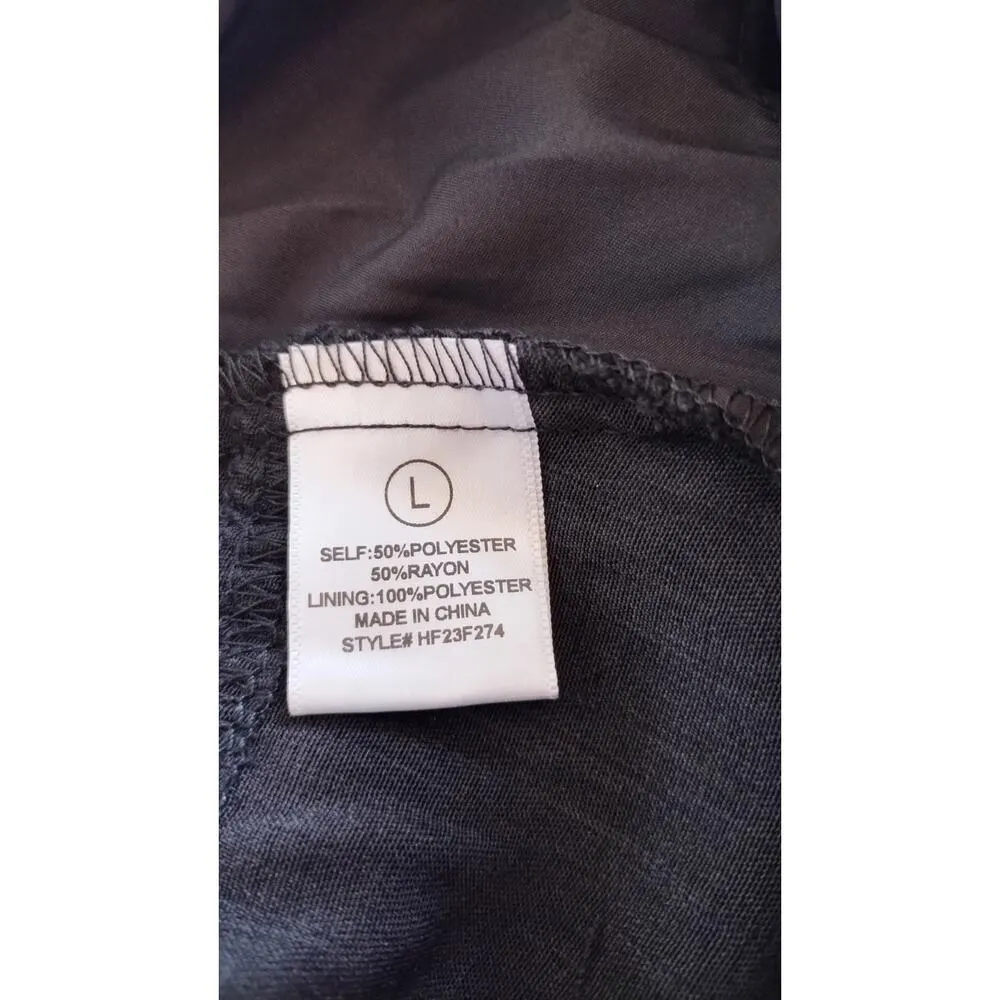 L
SELF:50%POLYESTER
50%RAYON
LINING:100%POLYESTER
MADE IN CHINA
STYLE# HF23F274